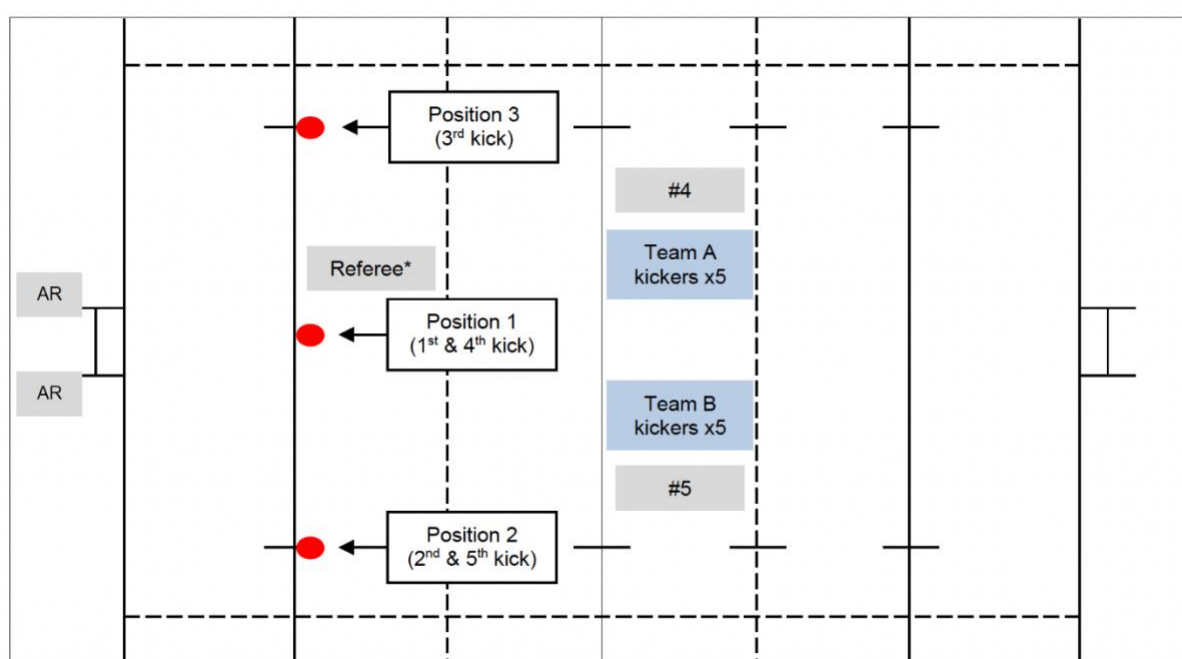 Position 3
(3rd kick)
#4
Team A
kickers x5
Referee*
AR
Position 1
(1st & 4th kick)
AR
Team B
kickers x5
#5
Position 2
(2nd & 5th kick)